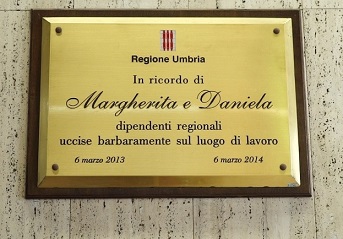 Regione Umbria
In ricordo di
Margherita e Daniela
dipendenti regionali
uccise barbaramente sul luogo di lavoro
6 marzo 2013 6 marzo 2014